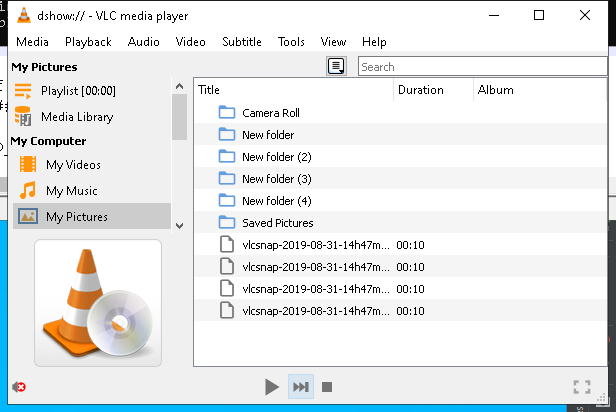 dshow:// - VLC media player
Media Playback Audio Video Subtitle Tools View Help
My Pictures
Search
Playlist [00:00]
Media Library
My Computer
My Videos
My Music
My Pictures
Title Duration Album
Camera Roll
New folder
New folder (2)
New folder (3)
New folder (4)
Saved Pictures
vlcsnap-2019-08-31-14h47m... 00:10
vlcsnap-2019-08-31-14h47m... 00:10
vlcsnap-2019-08-31-14h47m... 00:10
vlcsnap-2019-08-31-14h47m... 00:10